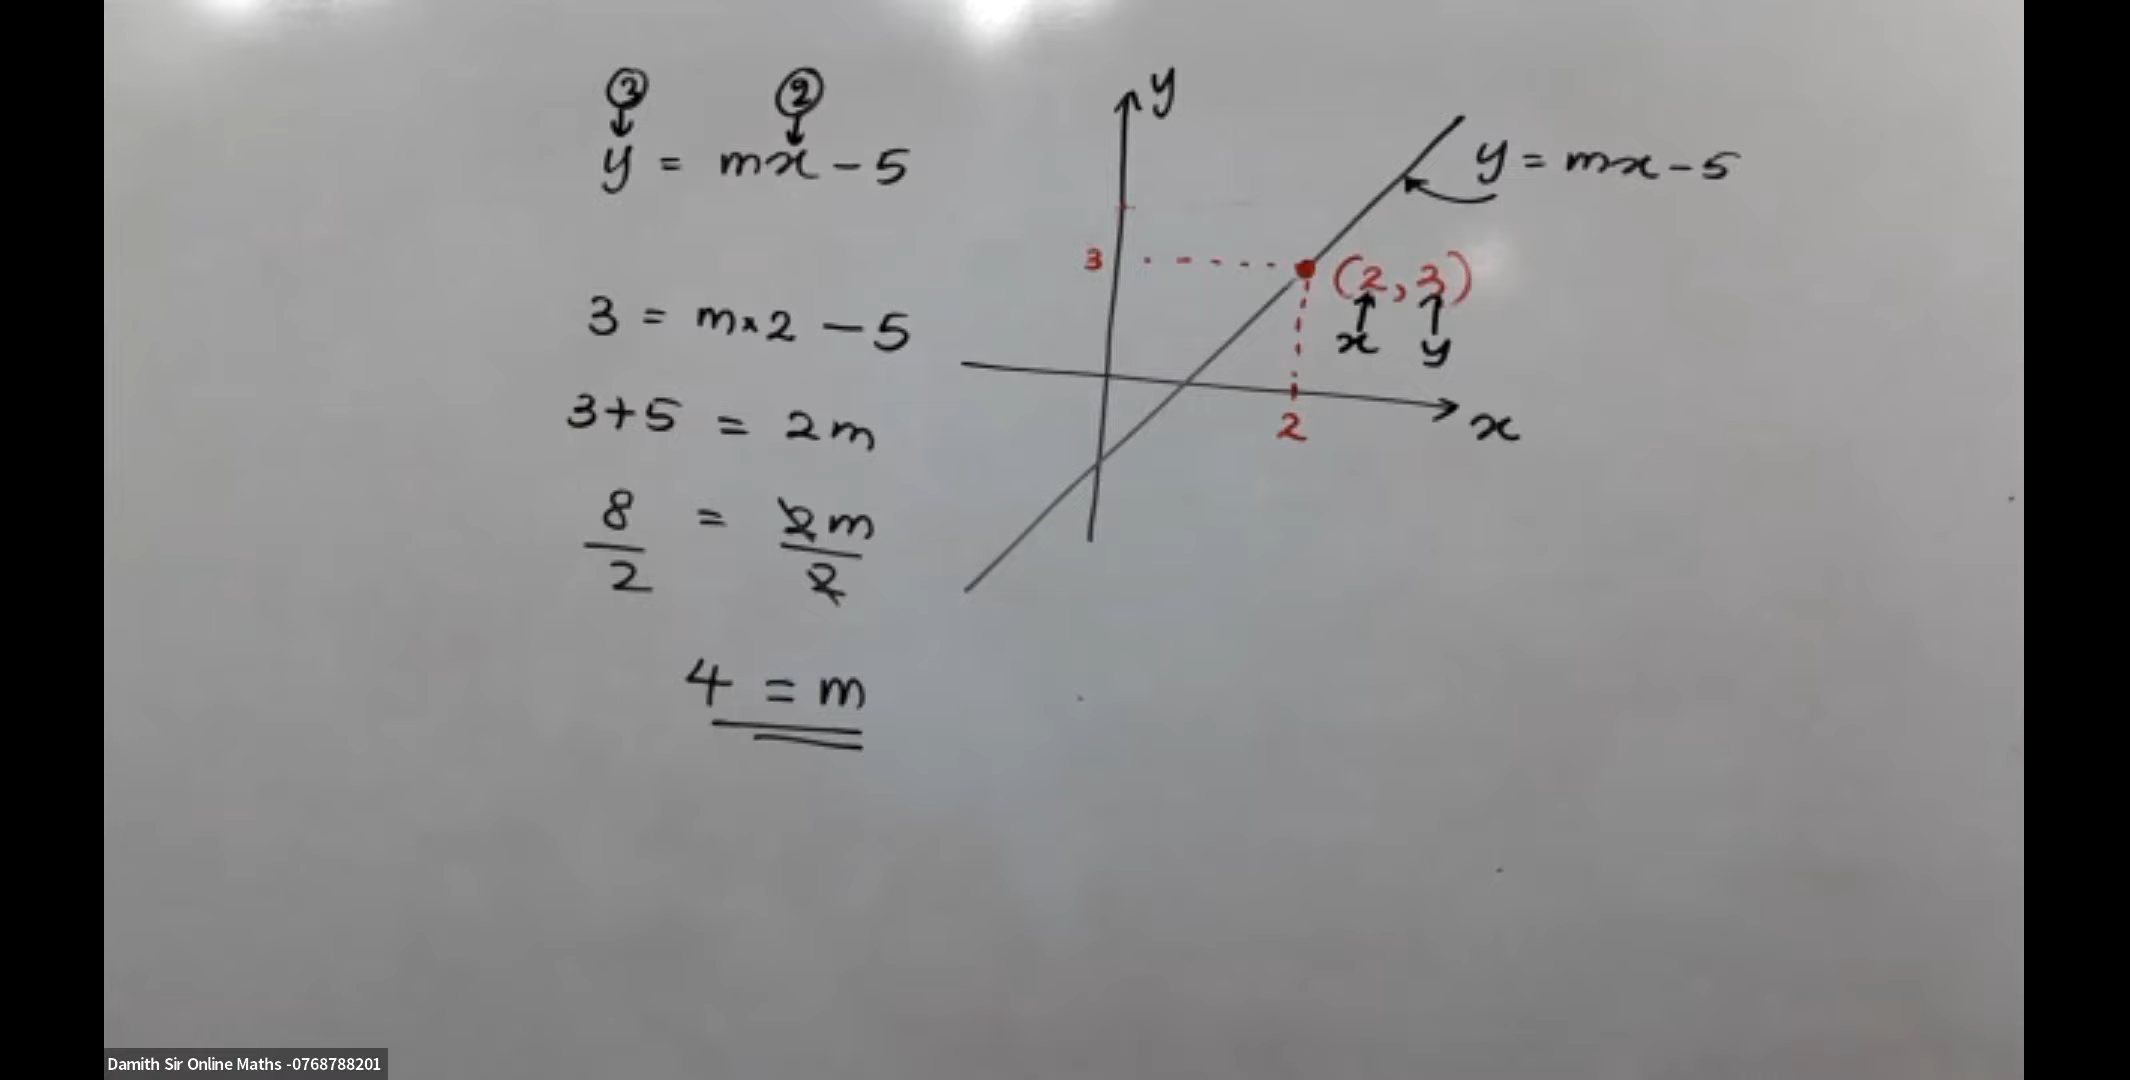 ③ ②
y = mx - 5
3 = m×2 - 5
3+5 = 2m
8/2 = 2m/2
4 = m
y
y = mx - 5
3
(2, 3)
x y
2
x
Damith Sir Online Maths -0768788201